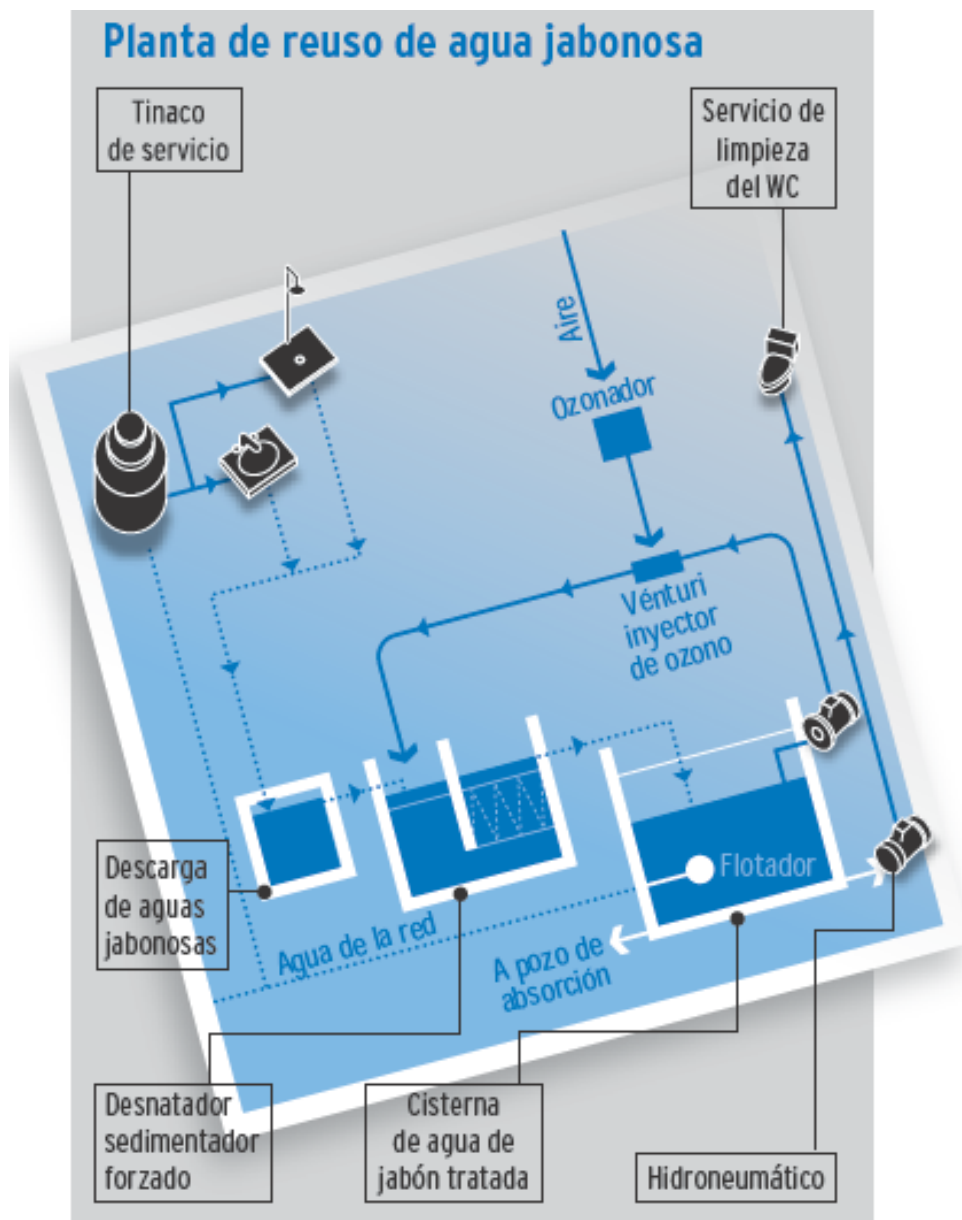 Planta de reuso de agua jabonosa
Tinaco
de servicio
Servicio de
limpieza
del WC
Aire
Ozonador
Vénturi
inyector
de ozono
Descarga
de aguas
jabonosas
Flotador
Agua de la red
A pozo de
absorción
Desnatador
sedimentador
forzado
Cisterna
de agua de
jabón tratada
Hidroneumático